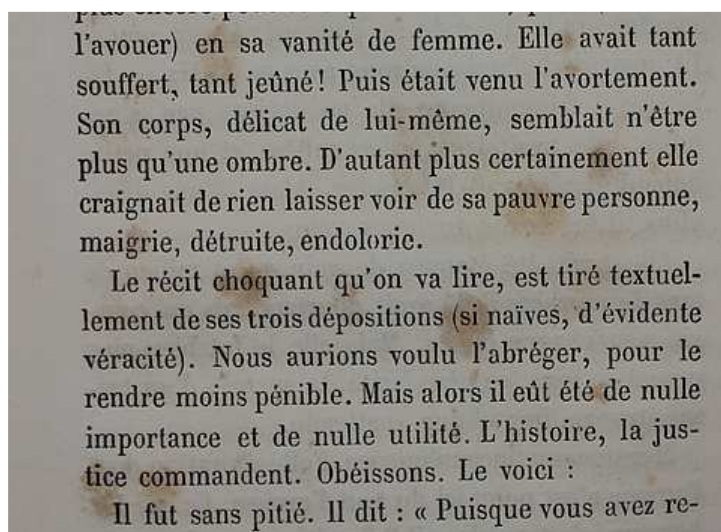 l'avouer) en sa vanité de femme. Elle avait tant
souffert, tant jeûné! Puis était venu l'avortement.
Son corps, délicat de lui-même, semblait n'être
plus qu'une ombre. D'autant plus certainement elle
craignait de rien laisser voir de sa pauvre personne,
maigrie, détruite, endolorie.
Le récit choquant qu'on va lire, est tiré textuel-
lement de ses trois dépositions (si naïves, d'évidente
véracité). Nous aurions voulu l'abréger, pour le
rendre moins pénible. Mais alors il eût été de nulle
importance et de nulle utilité. L'histoire, la jus-
tice commandent. Obéissons. Le voici :
Il fut sans pitié. Il dit : « Puisque vous avez re-